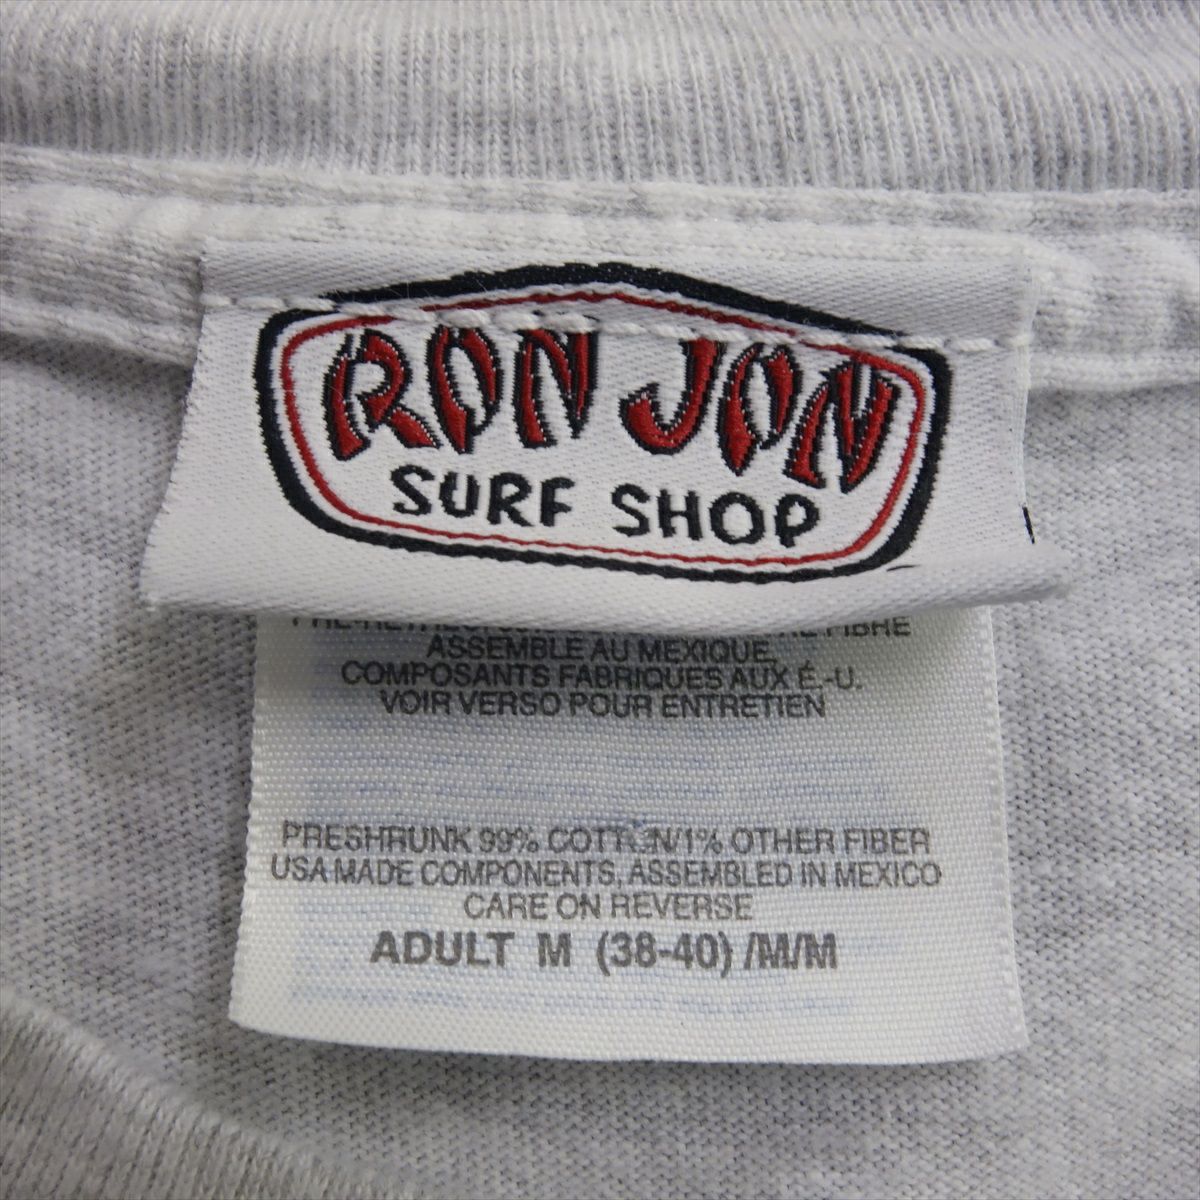 RON JON
SURF SHOP
FIBRE
ASSEMBLE AU MEXIQUE,
COMPOSANTS FABRIQUES AUX É.-U.
VOIR VERSO POUR ENTRETIEN
PRESHRUNK 99% COTTON/1% OTHER FIBER
USA MADE COMPONENTS, ASSEMBLED IN MEXICO
CARE ON REVERSE
ADULT M (38-40) /M/M